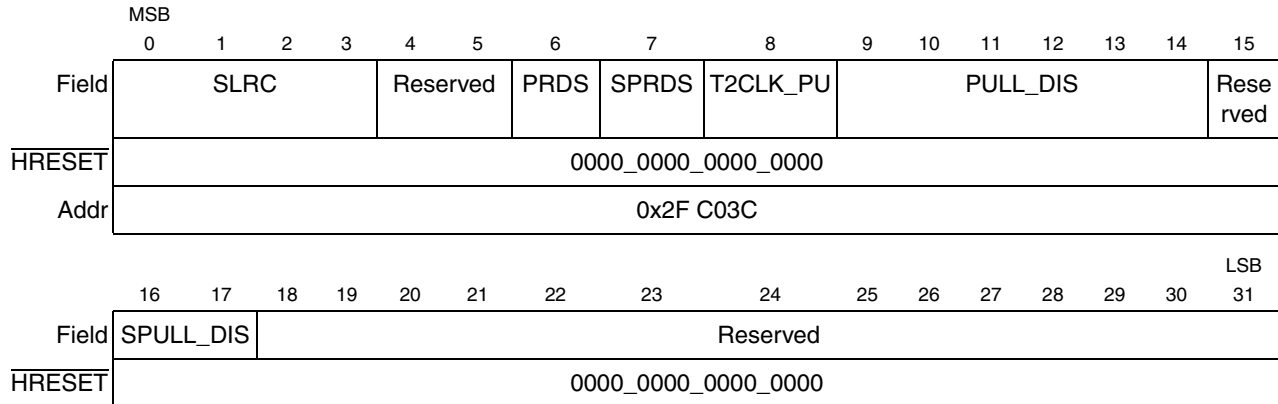 MSB
0 1 2 3 4 5 6 7 8 9 10 11 12 13 14 15
Field SLRC Reserved PRDS SPRDS T2CLK_PU PULL_DIS Rese
rved
HRESET 0000_0000_0000_0000
Addr 0x2F C03C
LSB
16 17 18 19 20 21 22 23 24 25 26 27 28 29 30 31
Field SPULL_DIS Reserved
HRESET 0000_0000_0000_0000